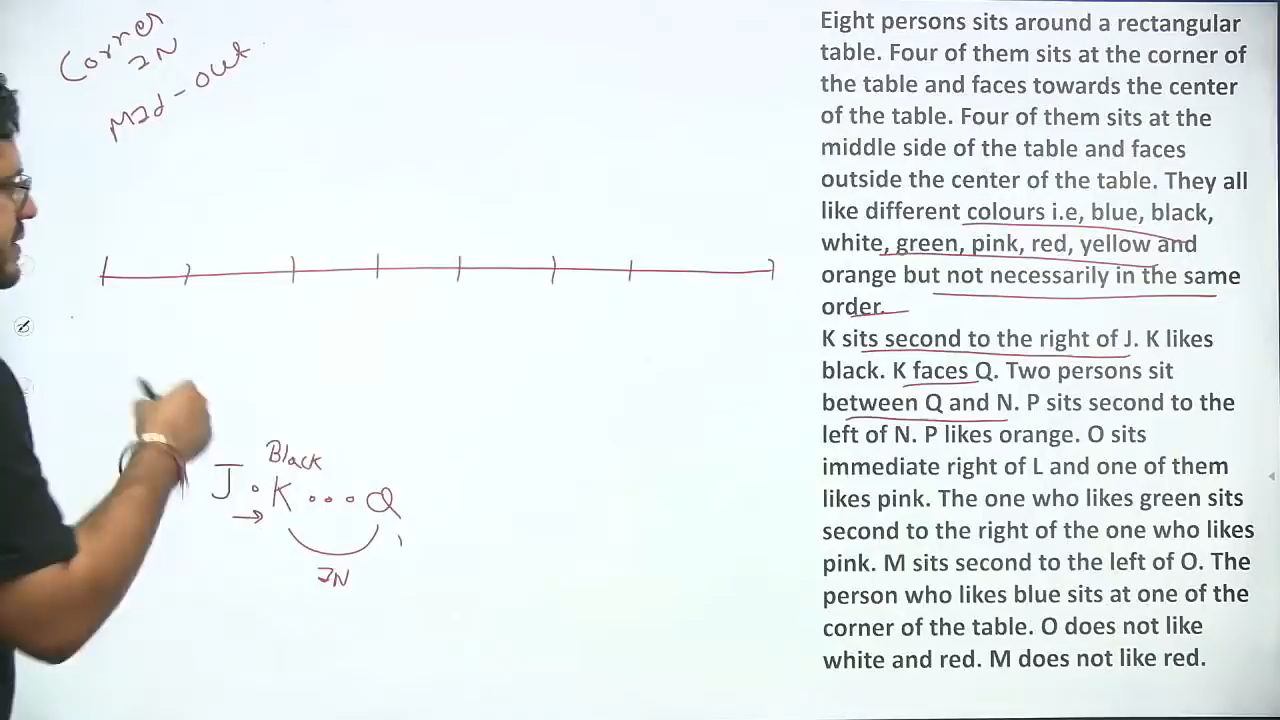 Corner
IN
Mid - out
Black
J . K ... Q
IN
Eight persons sits around a rectangular
table. Four of them sits at the corner of
the table and faces towards the center
of the table. Four of them sits at the
middle side of the table and faces
outside the center of the table. They all
like different colours i.e, blue, black,
white, green, pink, red, yellow and
orange but not necessarily in the same
order.
K sits second to the right of J. K likes
black. K faces Q. Two persons sit
between Q and N. P sits second to the
left of N. P likes orange. O sits
immediate right of L and one of them
likes pink. The one who likes green sits
second to the right of the one who likes
pink. M sits second to the left of O. The
person who likes blue sits at one of the
corner of the table. O does not like
white and red. M does not like red.